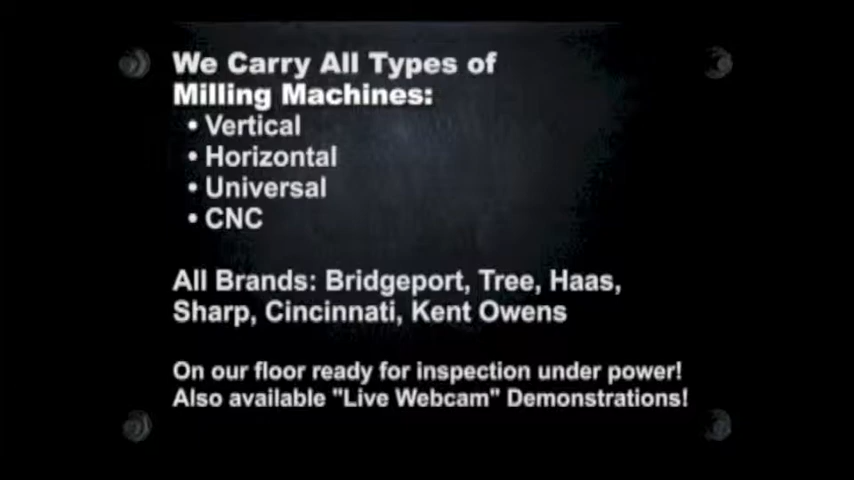 We Carry All Types of
Milling Machines:
• Vertical
• Horizontal
• Universal
• CNC
All Brands: Bridgeport, Tree, Haas,
Sharp, Cincinnati, Kent Owens
On our floor ready for inspection under power!
Also available "Live Webcam" Demonstrations!